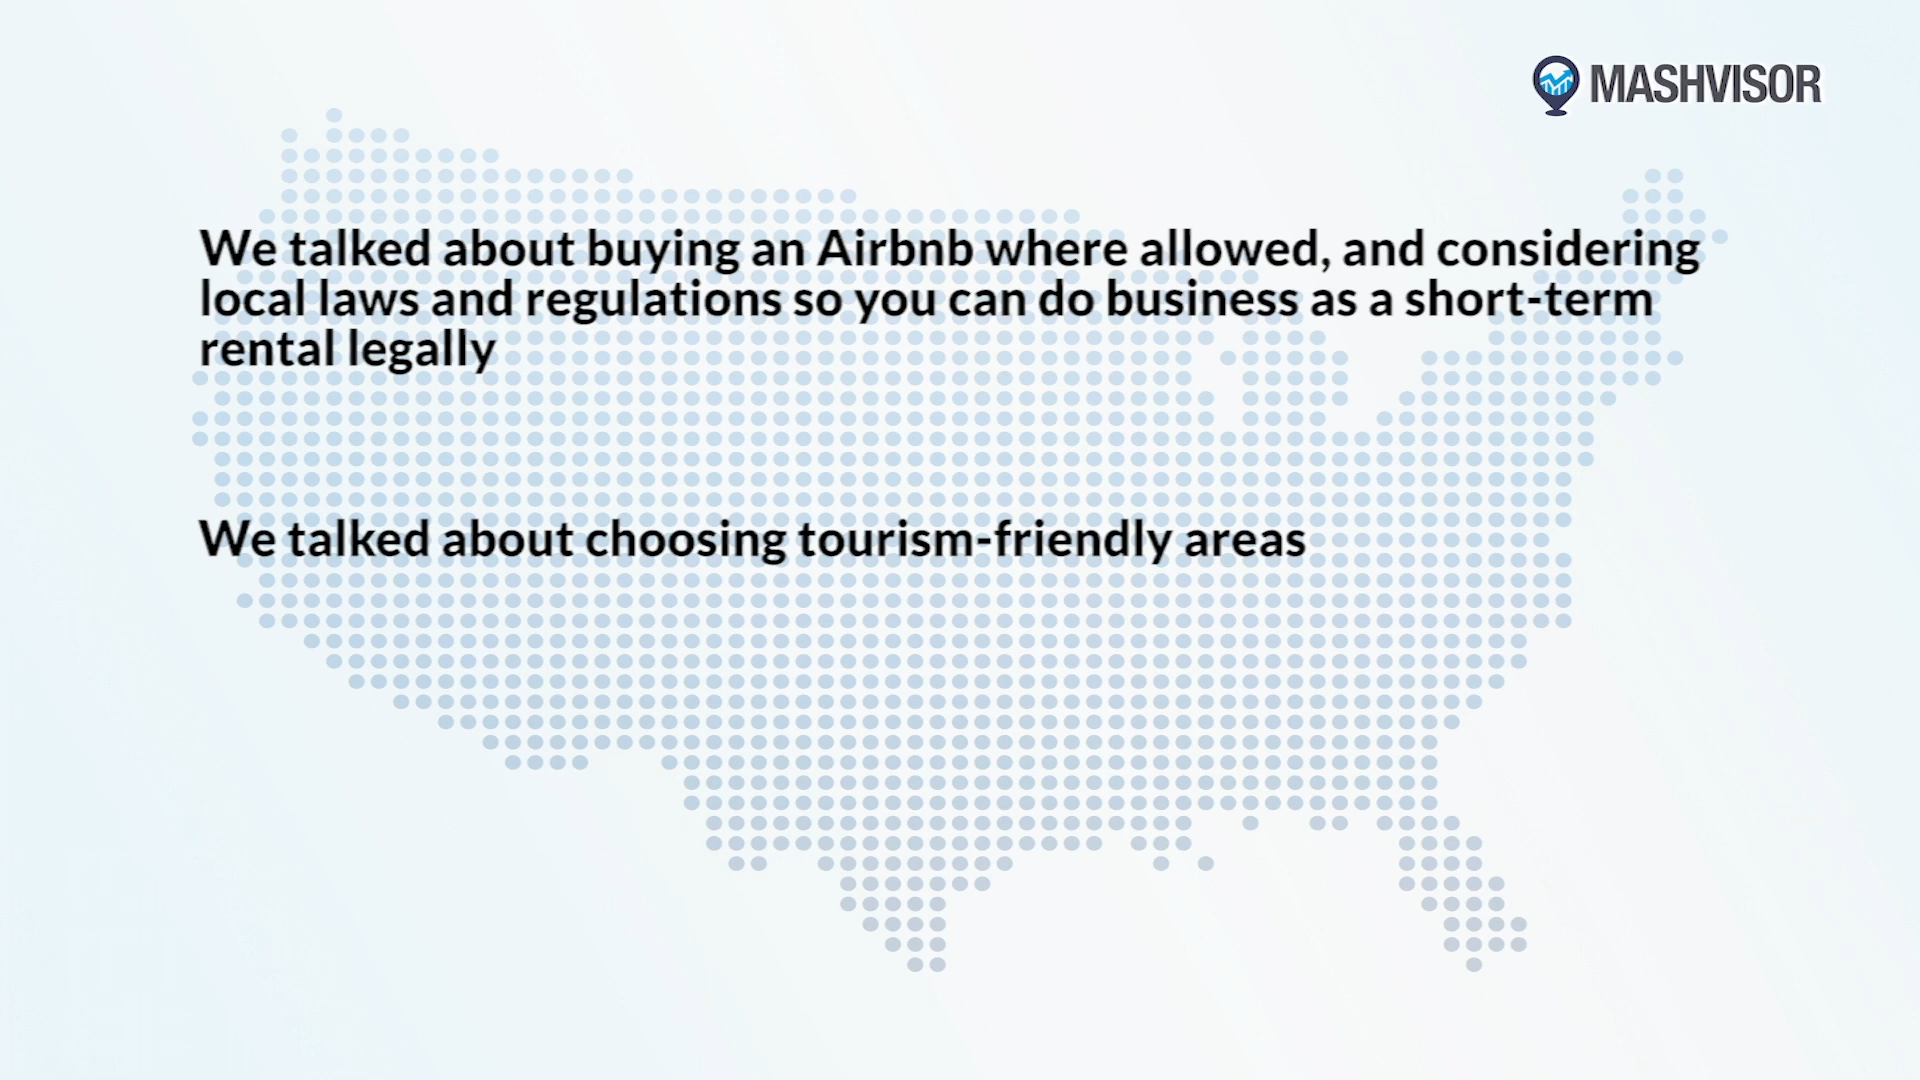 MASHVISOR
We talked about buying an Airbnb where allowed, and considering
local laws and regulations so you can do business as a short-term
rental legally
We talked about choosing tourism-friendly areas